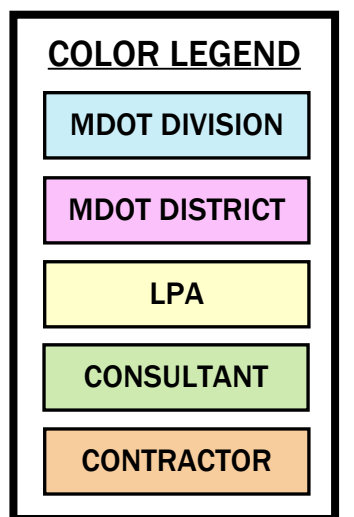 COLOR LEGEND
MDOT DIVISION
MDOT DISTRICT
LPA
CONSULTANT
CONTRACTOR